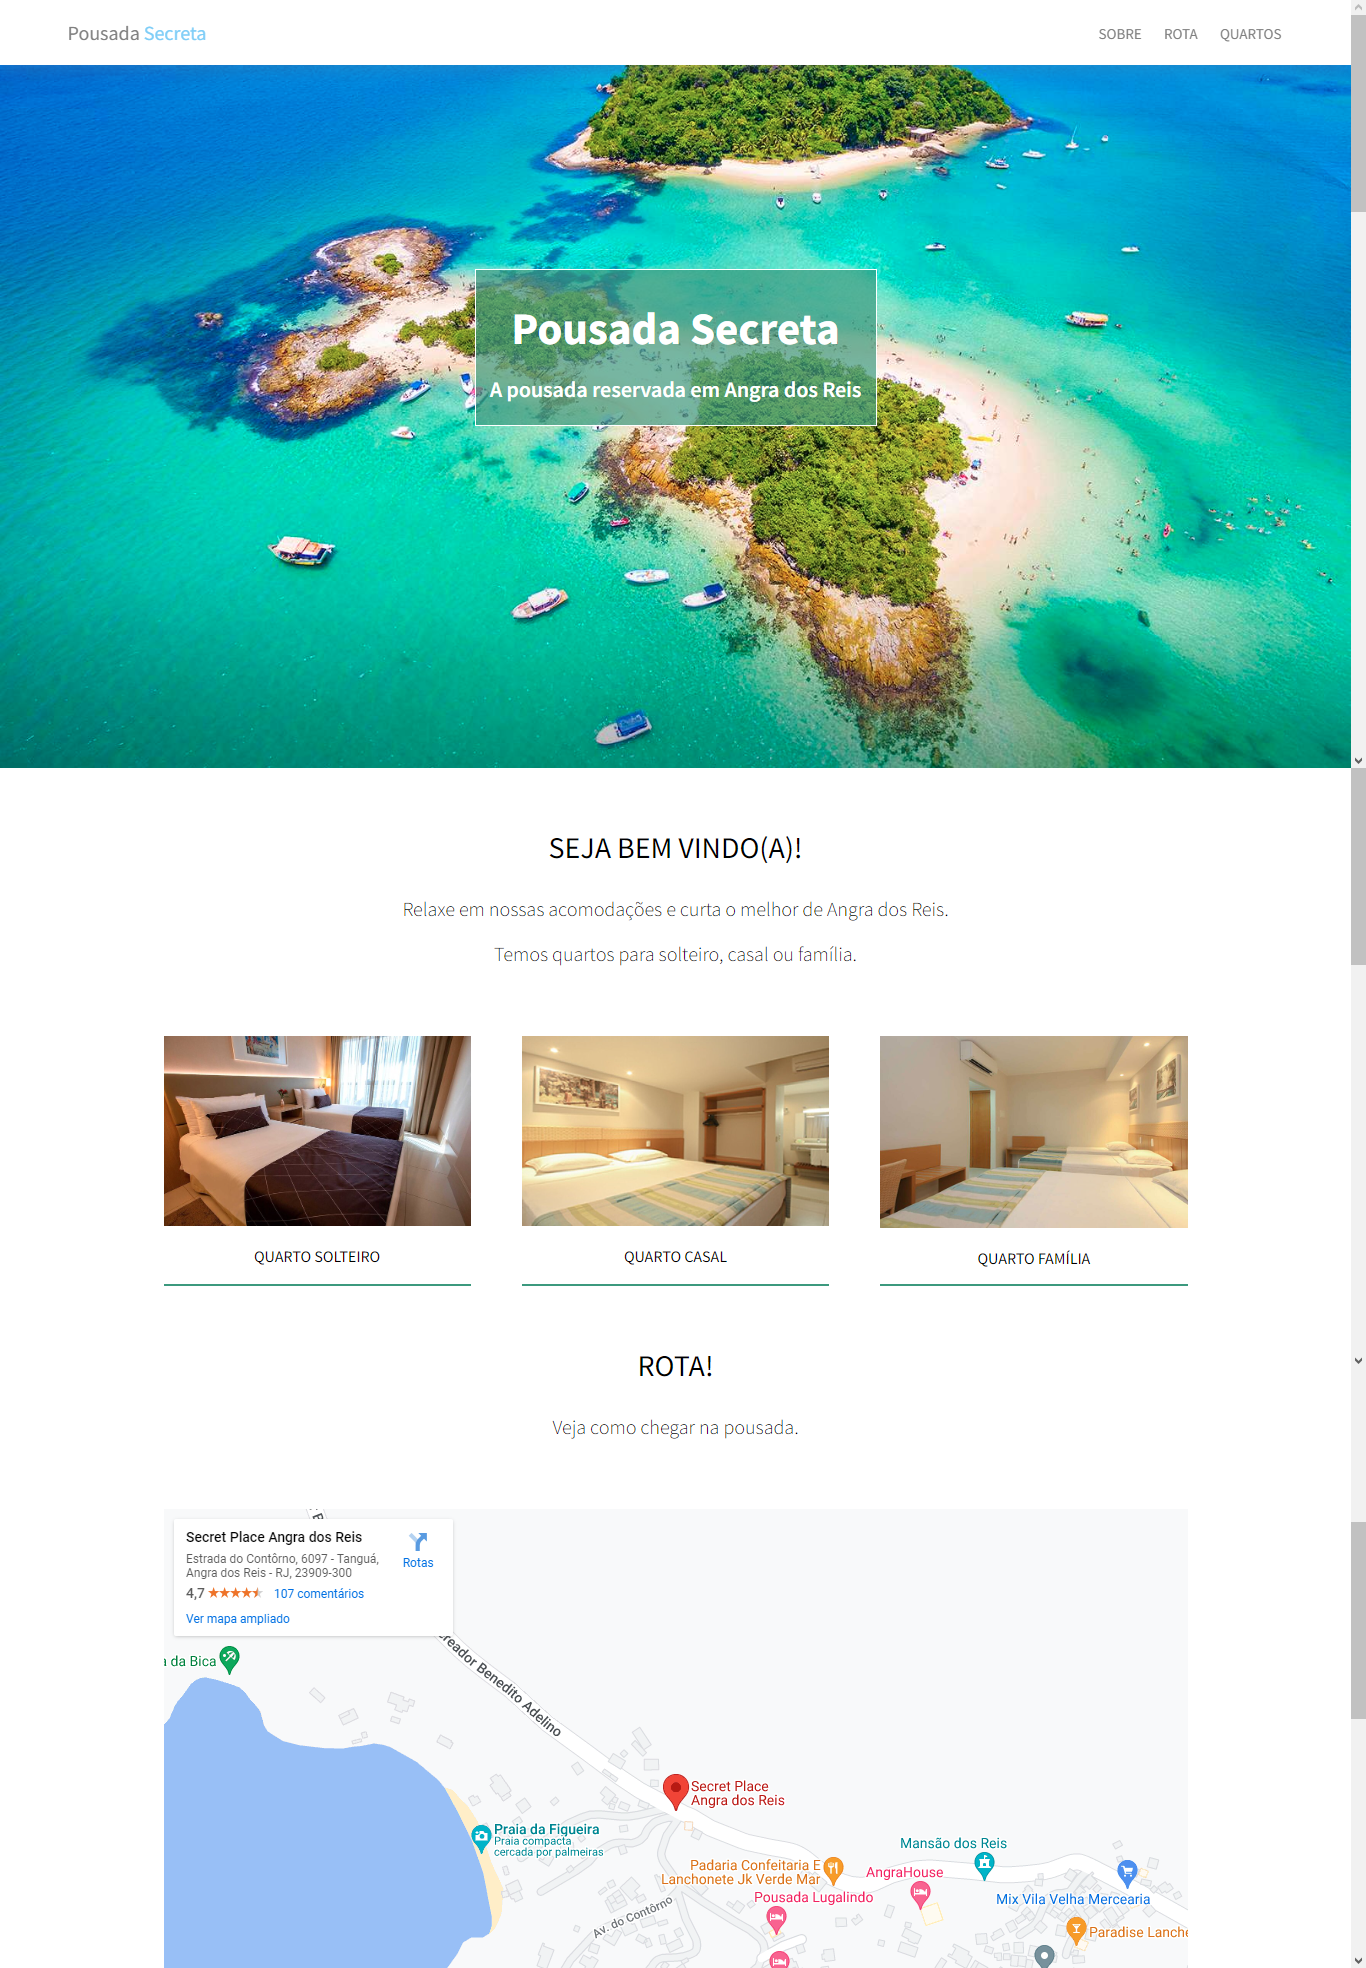 Pousada Secreta
SOBRE ROTA QUARTOS
Pousada Secreta
A pousada reservada em Angra dos Reis
SEJA BEM VINDO(A)!
Relaxe em nossas acomodações e curta o melhor de Angra dos Reis.
Temos quartos para solteiro, casal ou família.
QUARTO SOLTEIRO
QUARTO CASAL
QUARTO FAMÍLIA
ROTA!
Veja como chegar na pousada.
Secret Place Angra dos Reis
Estrada do Contôrno, 6097 - Tanguá,
Angra dos Reis - RJ, 23909-300
4,7 107 comentários
Rotas
Ver mapa ampliado
da Bica
Benedito Adelino
Secret Place
Angra dos Reis
Praia da Figueira
Praia compacta
cercada por palmeiras
Mansão dos Reis
Padaria Confeitaria E
Lanchonete Jk Verde Mar
AngraHouse
Pousada Lugalindo
Mix Vila Velha Mercearia
Av. do Contôrno
Paradise Lanche